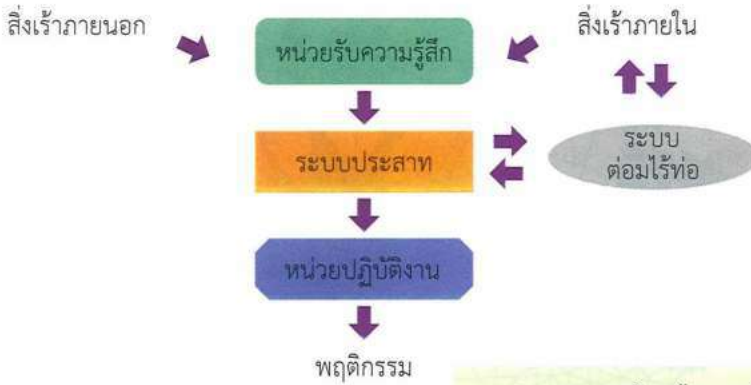 สิ่งเร้าภายนอก
สิ่งเร้าภายใน
หน่วยรับความรู้สึก
ระบบประสาท
ระบบ
ต่อมไร้ท่อ
หน่วยปฏิบัติงาน
พฤติกรรม